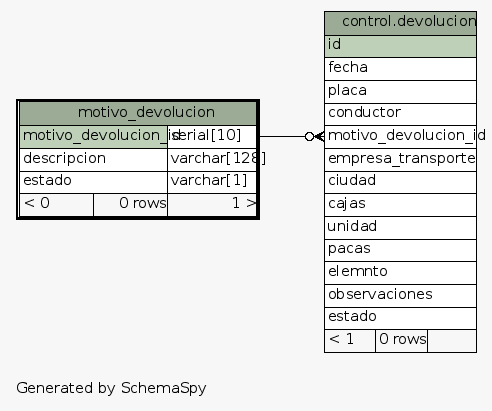 control.devolucion
id
fecha
placa
conductor
motivo_devolucion_id
empresa_transporte
ciudad
cajas
unidad
pacas
elemnto
observaciones
estado
< 1 0 rows
motivo_devolucion
motivo_devolucion_id serial[10]
descripcion varchar[128]
estado varchar[1]
< 0 0 rows 1 >
Generated by SchemaSpy